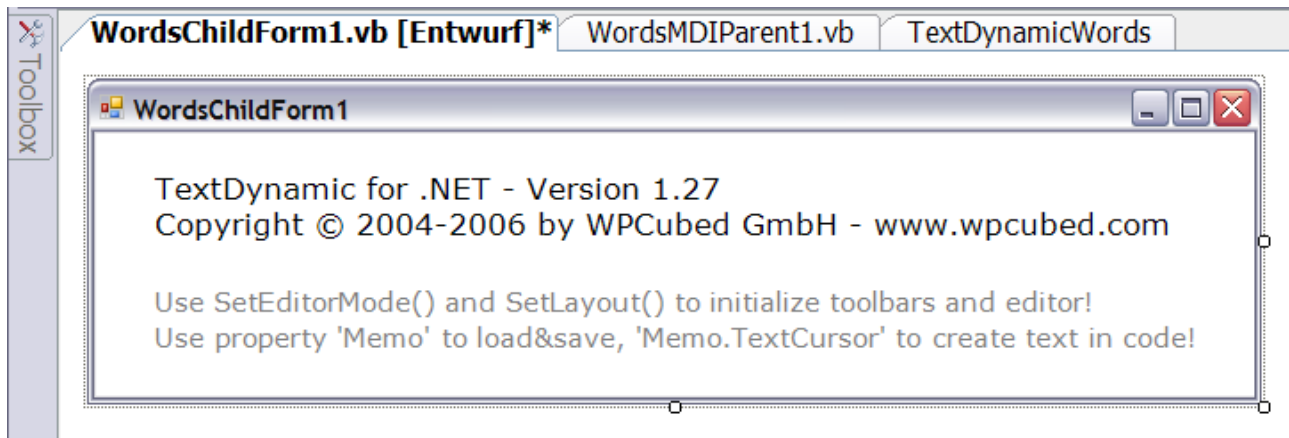 WordsChildForm1.vb [Entwurf]* WordsMDIParent1.vb TextDynamicWords
Toolbox
WordsChildForm1
TextDynamic for .NET - Version 1.27
Copyright © 2004-2006 by WPCubed GmbH - www.wpcubed.com
Use SetEditorMode() and SetLayout() to initialize toolbars and editor!
Use property 'Memo' to load&save, 'Memo.TextCursor' to create text in code!